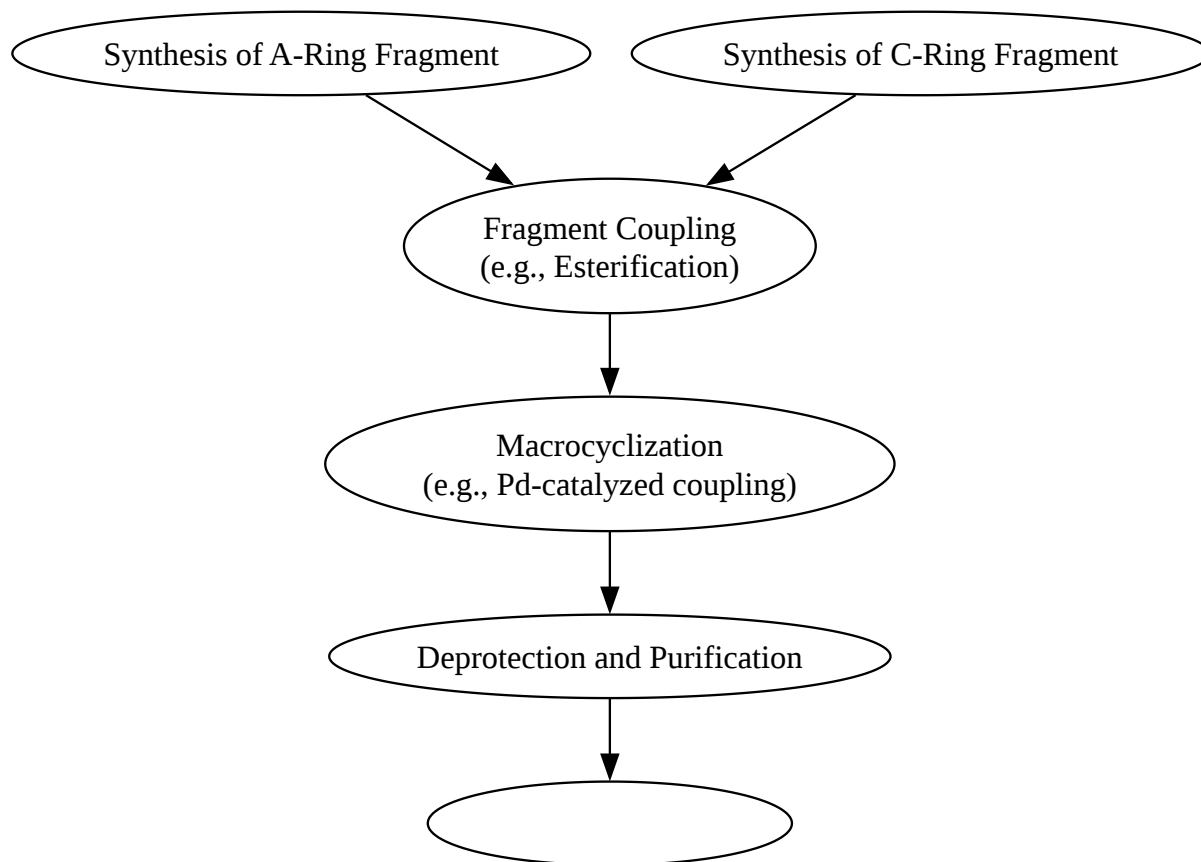 Synthesis of A-Ring Fragment
Synthesis of C-Ring Fragment
Fragment Coupling
(e.g., Esterification)
Macrocyclization
(e.g., Pd-catalyzed coupling)
Deprotection and Purification